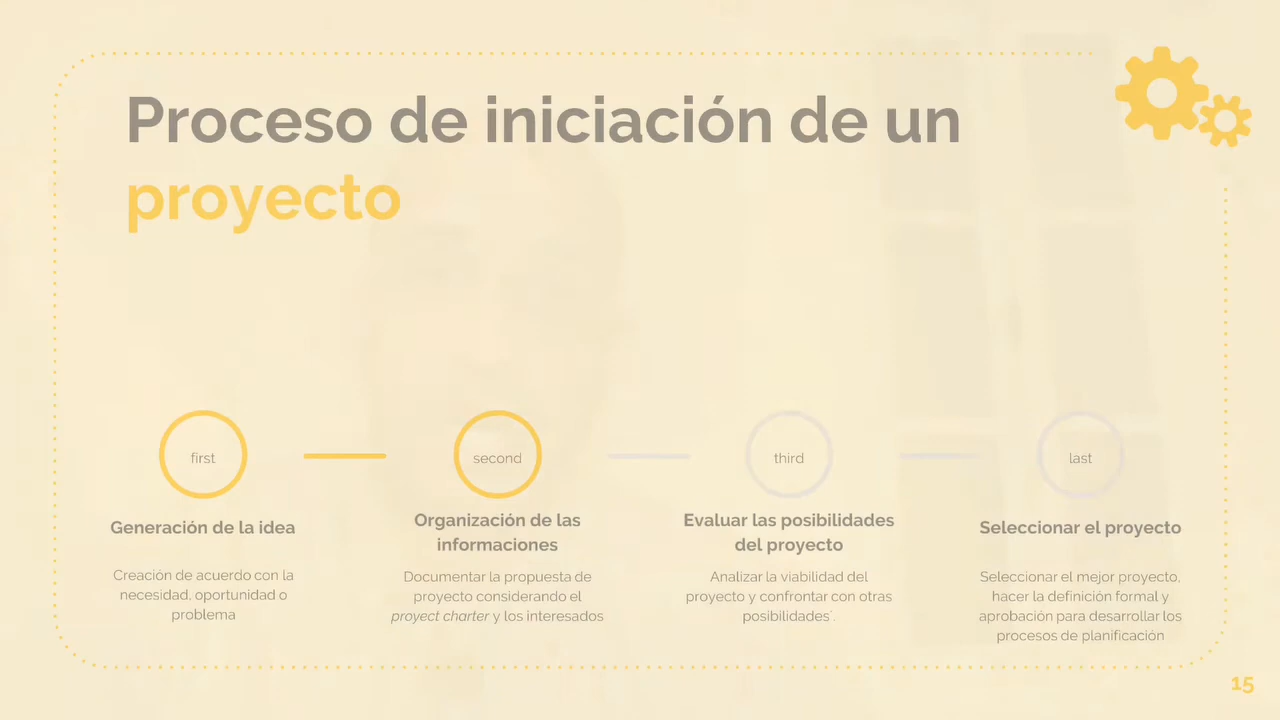 Proceso de iniciación de un
proyecto
first
second
third
last
Generación de la idea
Creación de acuerdo con la
necesidad, oportunidad o
problema
Organización de las
informaciones
Documentar la propuesta de
proyecto considerando el
proyect charter y los interesados
Evaluar las posibilidades
del proyecto
Analizar la viabilidad del
proyecto y confrontar con otras
posibilidades´.
Seleccionar el proyecto
Seleccionar el mejor proyecto,
hacer la definición formal y
aprobación para desarrollar los
procesos de planificación
15